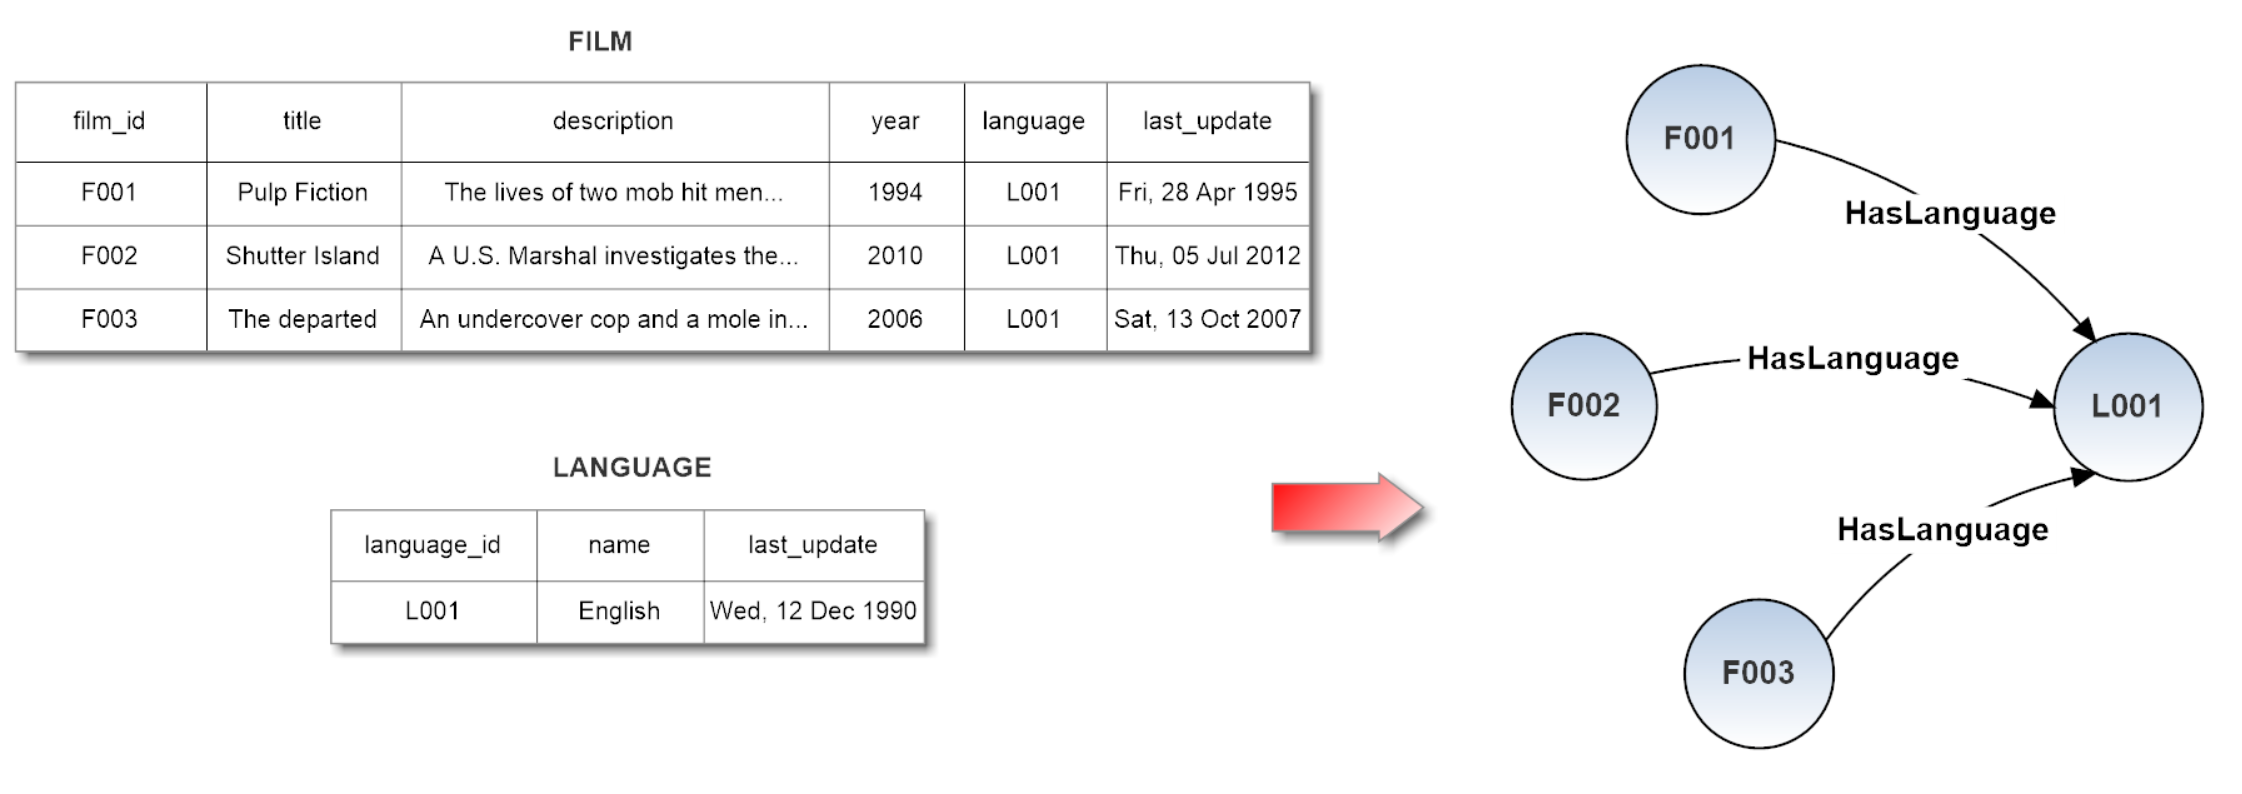 FILM
film_id title description year language last_update
F001 Pulp Fiction The lives of two mob hit men... 1994 L001 Fri, 28 Apr 1995
F002 Shutter Island A U.S. Marshal investigates the... 2010 L001 Thu, 05 Jul 2012
F003 The departed An undercover cop and a mole in... 2006 L001 Sat, 13 Oct 2007
LANGUAGE
language_id name last_update
L001 English Wed, 12 Dec 1990
F001
HasLanguage
F002
HasLanguage
L001
HasLanguage
F003